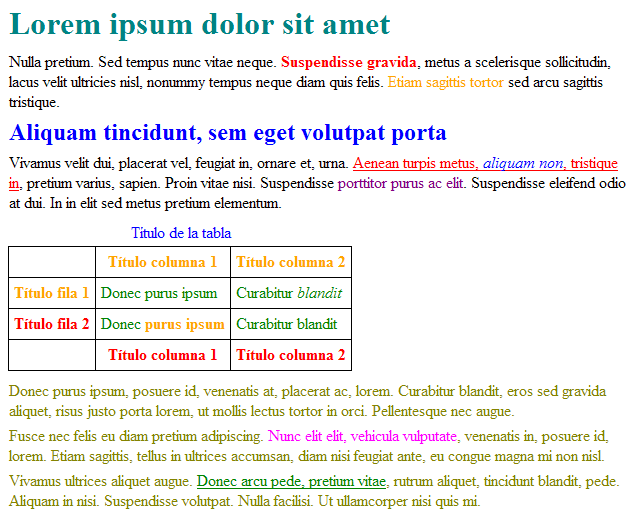 Lorem ipsum dolor sit amet
Nulla pretium. Sed tempus nunc vitae neque. Suspendisse gravida, metus a scelerisque sollicitudin,
lacus velit ultricies nisl, nonummy tempus neque diam quis felis. Etiam sagittis tortor sed arcu sagittis
tristique.
Aliquam tincidunt, sem eget volutpat porta
Vivamus velit dui, placerat vel, feugiat in, ornare et, urna. Aenean turpis metus, aliquam non, tristique
in, pretium varius, sapien. Proin vitae nisi. Suspendisse porttitor purus ac elit. Suspendisse eleifend odio
at dui. In in elit sed metus pretium elementum.
Título de la tabla
Título columna 1 Título columna 2
Título fila 1 Donec purus ipsum Curabitur blandit
Título fila 2 Donec purus ipsum Curabitur blandit
Título columna 1 Título columna 2
Donec purus ipsum, posuere id, venenatis at, placerat ac, lorem. Curabitur blandit, eros sed gravida
aliquet, risus justo porta lorem, ut mollis lectus tortor in orci. Pellentesque nec augue.
Fusce nec felis eu diam pretium adipiscing. Nunc elit elit, vehicula vulputate, venenatis in, posuere id,
lorem. Etiam sagittis, tellus in ultrices accumsan, diam nisi feugiat ante, eu congue magna mi non nisl.
Vivamus ultrices aliquet augue. Donec arcu pede, pretium vitae, rutrum aliquet, tincidunt blandit, pede.
Aliquam in nisi. Suspendisse volutpat. Nulla facilisi. Ut ullamcorper nisi quis mi.